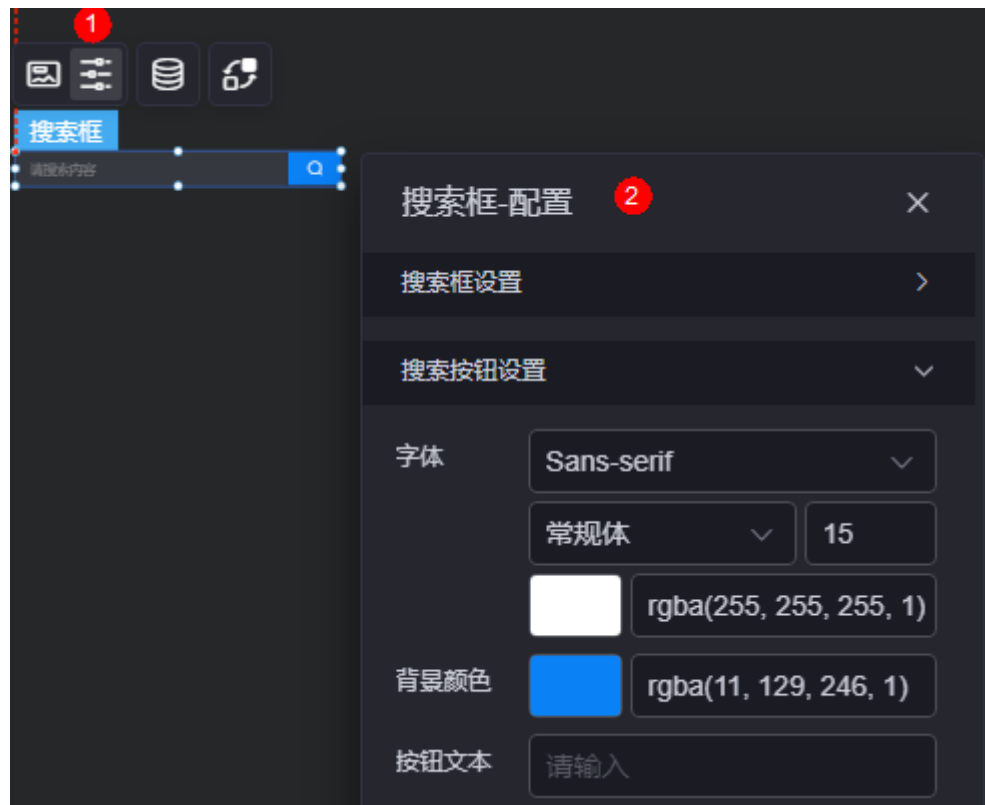 1
搜索框
请搜索内容
搜索框-配置 2
搜索框设置
搜索按钮设置
字体 Sans-serif
常规体 15
rgba(255, 255, 255, 1)
背景颜色 rgba(11, 129, 246, 1)
按钮文本 请输入